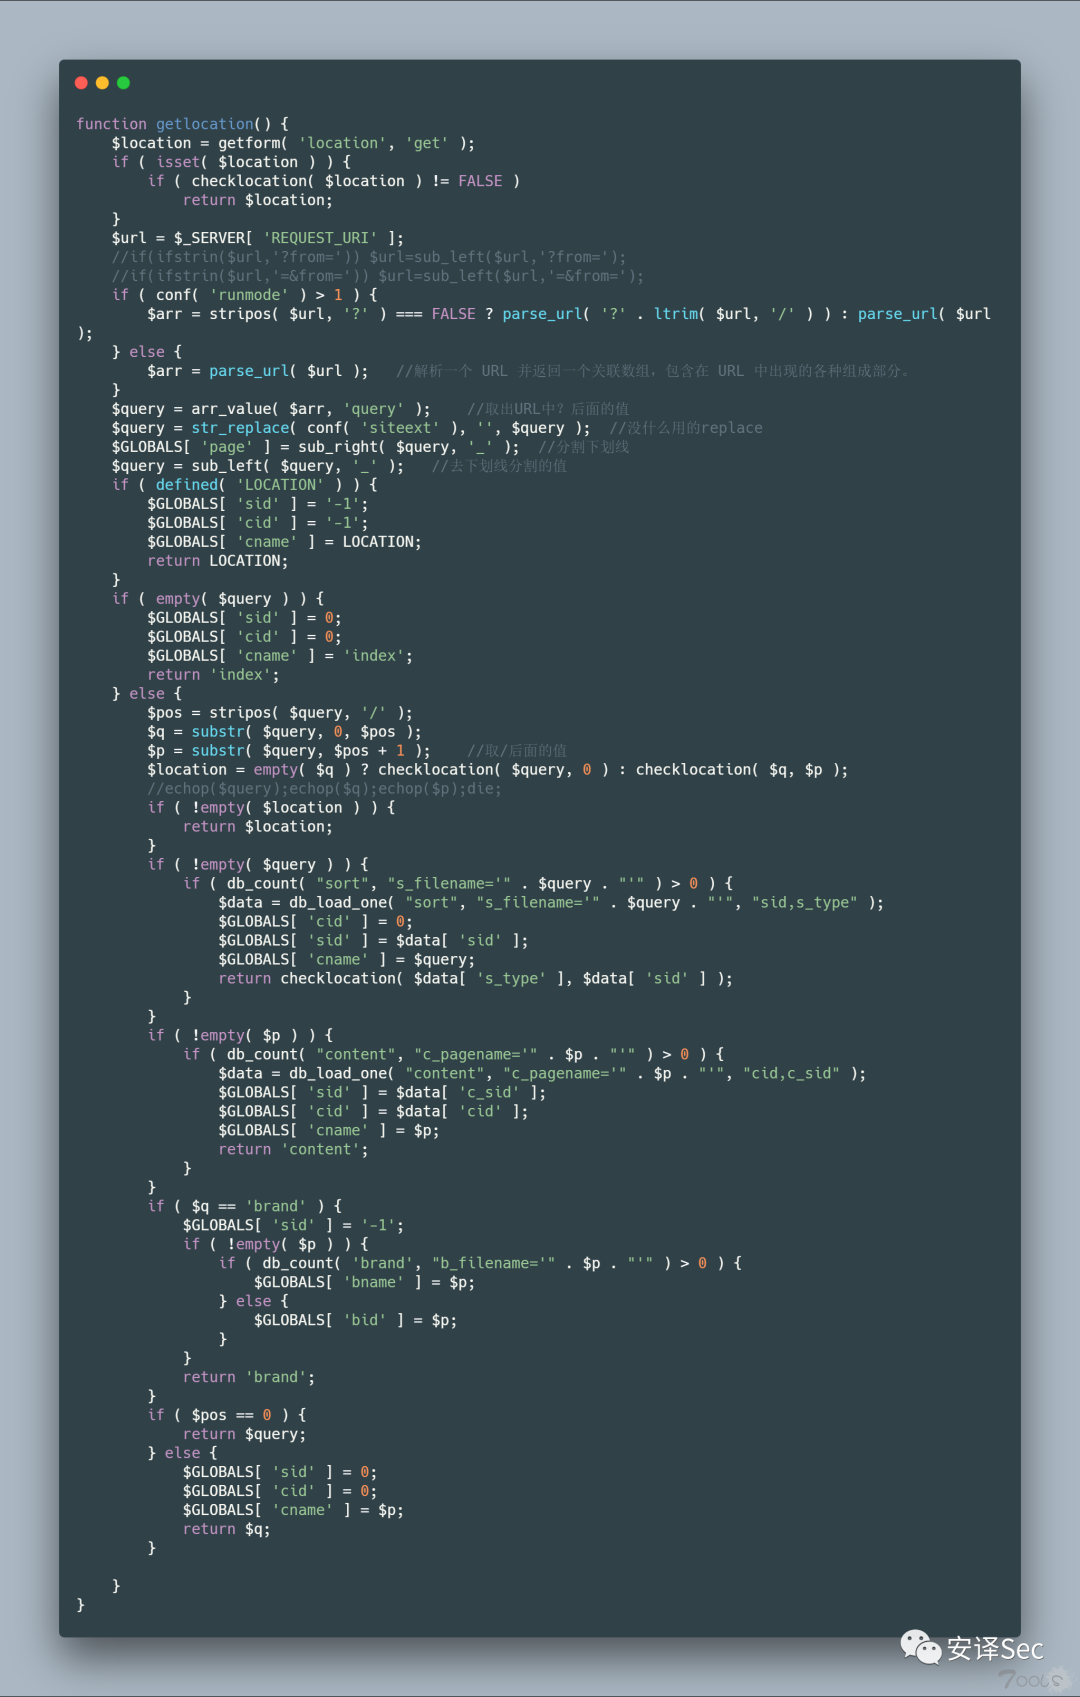 function getlocation() {
    $location = getform( 'location', 'get' );
    if ( isset( $location ) ) {
        if ( checklocation( $location ) != FALSE )
            return $location;
    }
    $url = $_SERVER[ 'REQUEST_URI' ];
    //if(ifstrin($url,'?from=')) $url=sub_left($url,'?from=');
    //if(ifstrin($url,'=&from=')) $url=sub_left($url,'=&from=');
    if ( conf( 'runmode' ) > 1 ) {
        $arr = stripos( $url, '?' ) === FALSE ? parse_url( '?' . ltrim( $url, '/' ) ) : parse_url( $url
);
    } else {
        $arr = parse_url( $url );   //解析一个 URL 并返回一个关联数组，包含在 URL 中出现的各种组成部分。
    }
    $query = arr_value( $arr, 'query' );    //取出URL中? 后面的值
    $query = str_replace( conf( 'siteext' ), '', $query );  //没什么用的replace
    $GLOBALS[ 'page' ] = sub_right( $query, '_' );  //分割下划线
    $query = sub_left( $query, '_' );   //去下划线分割的值
    if ( defined( 'LOCATION' ) ) {
        $GLOBALS[ 'sid' ] = '-1';
        $GLOBALS[ 'cid' ] = '-1';
        $GLOBALS[ 'cname' ] = LOCATION;
        return LOCATION;
    }
    if ( empty( $query ) ) {
        $GLOBALS[ 'sid' ] = 0;
        $GLOBALS[ 'cid' ] = 0;
        $GLOBALS[ 'cname' ] = 'index';
        return 'index';
    } else {
        $pos = stripos( $query, '/' );
        $q = substr( $query, 0, $pos );
        $p = substr( $query, $pos + 1 );    //取/后面的值
        $location = empty( $q ) ? checklocation( $query, 0 ) : checklocation( $q, $p );
        //echop($query);echop($q);echop($p);die;
        if ( !empty( $location ) ) {
            return $location;
        }
        if ( !empty( $query ) ) {
            if ( db_count( "sort", "s_filename='" . $query . "'" ) > 0 ) {
                $data = db_load_one( "sort", "s_filename='" . $query . "'", "sid,s_type" );
                $GLOBALS[ 'cid' ] = 0;
                $GLOBALS[ 'sid' ] = $data[ 'sid' ];
                $GLOBALS[ 'cname' ] = $query;
                return checklocation( $data[ 's_type' ], $data[ 'sid' ] );
            }
        }
        if ( !empty( $p ) ) {
            if ( db_count( "content", "c_pagename='" . $p . "'" ) > 0 ) {
                $data = db_load_one( "content", "c_pagename='" . $p . "'", "cid,c_sid" );
                $GLOBALS[ 'sid' ] = $data[ 'c_sid' ];
                $GLOBALS[ 'cid' ] = $data[ 'cid' ];
                $GLOBALS[ 'cname' ] = $p;
                return 'content';
            }
        }
        if ( $q == 'brand' ) {
            $GLOBALS[ 'sid' ] = '-1';
            if ( !empty( $p ) ) {
                if ( db_count( 'brand', "b_filename='" . $p . "'" ) > 0 ) {
                    $GLOBALS[ 'bname' ] = $p;
                } else {
                    $GLOBALS[ 'bid' ] = $p;
                }
            }
            return 'brand';
        }
        if ( $pos == 0 ) {
            return $query;
        } else {
            $GLOBALS[ 'sid' ] = 0;
            $GLOBALS[ 'cid' ] = 0;
            $GLOBALS[ 'cname' ] = $p;
            return $q;
        }

    }
}
安译Sec
7ootS